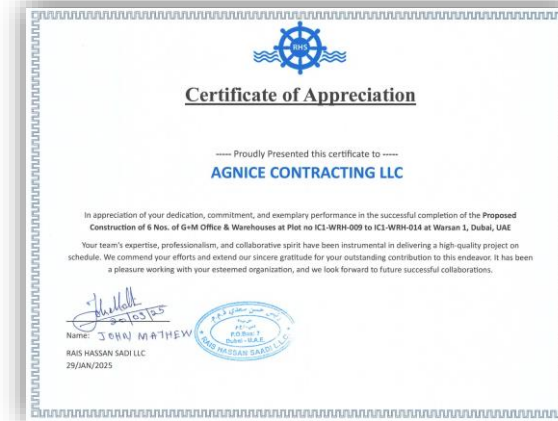 RHS
Certificate of Appreciation
----- Proudly Presented this certificate to -----
AGNICE CONTRACTING LLC
In appreciation of your dedication, commitment, and exemplary performance in the successful completion of the Proposed
Construction of 6 Nos. of G+M Office & Warehouses at Plot no IC1-WRH-009 to IC1-WRH-014 at Warsan 1, Dubai, UAE
Your team's expertise, professionalism, and collaborative spirit have been instrumental in delivering a high-quality project on
schedule. We commend your efforts and extend our sincere gratitude for your outstanding contribution to this endeavor. It has been
a pleasure working with your esteemed organization, and we look forward to future successful collaborations.
20/03/25
Name: JOHN MATHEW
RAIS HASSAN SADI LLC
29/JAN/2025
P.O.Box: 7
Dubai - U.A.E.
RAIS HASSAN SAADI L.L.C.